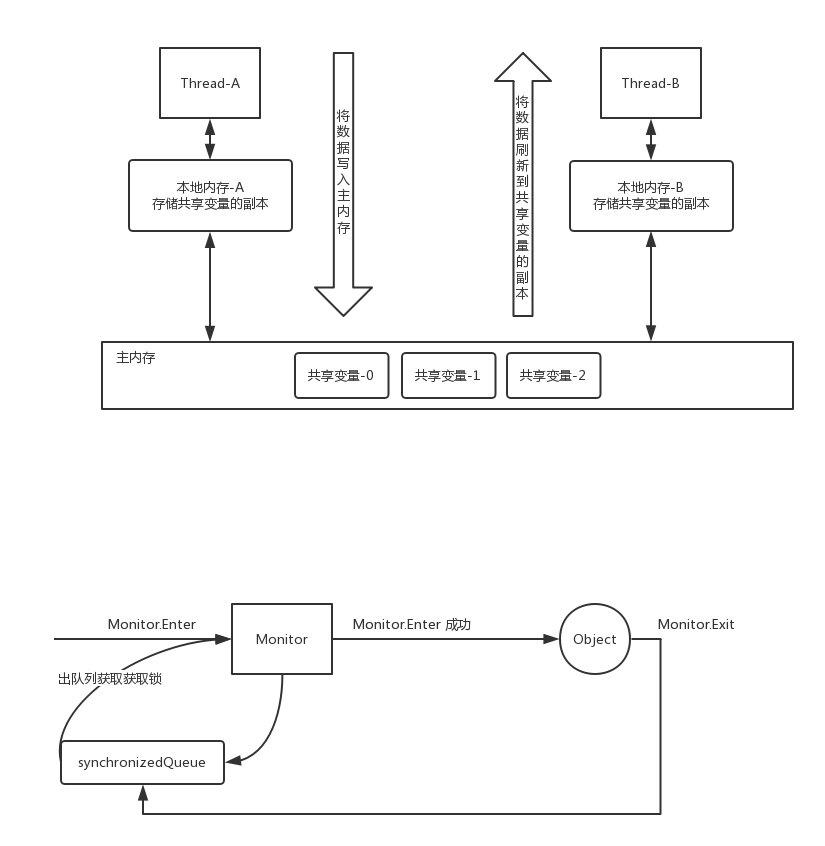 Thread-A
Thread-B
将数据写入主内存
将数据刷新到共享变量的副本
本地内存-A
存储共享变量的副本
本地内存-B
存储共享变量的副本
主内存
共享变量-0
共享变量-1
共享变量-2
Monitor.Enter
Monitor
Monitor.Enter 成功
Object
Monitor.Exit
出队列获取获取锁
synchronizedQueue